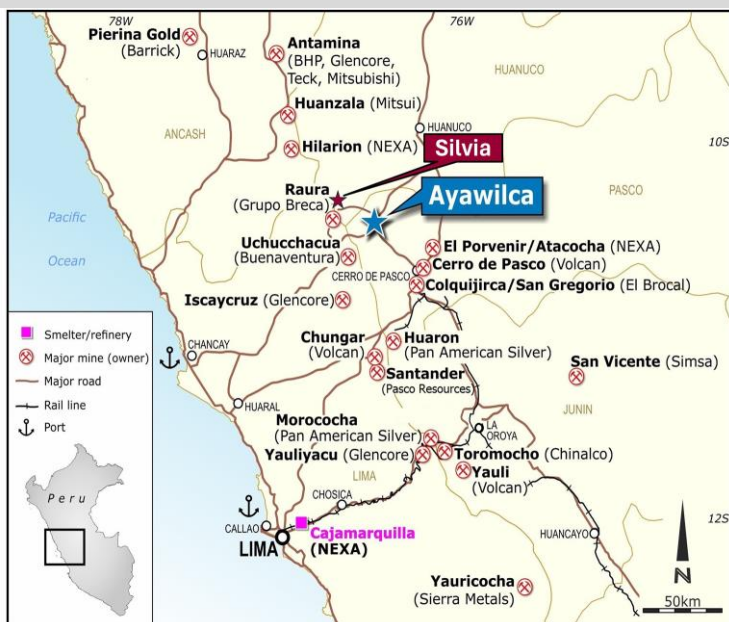 78W
76W
Pierina Gold
(Barrick)
HUARAZ
Antamina
(BHP, Glencore,
Teck, Mitsubishi)
HUANUCO
Huanzala (Mitsui)
ANCASH
HUANUCO
Hilarion (NEXA)
10S
Silvia
Raura
(Grupo Breca)
Ayawilca
PASCO
Pacific
Ocean
Uchucchacua
(Buenaventura)
El Porvenir/Atacocha (NEXA)
CERRO DE PASCO
Cerro de Pasco (Volcan)
Colquijirca/San Gregorio (El Brocal)
Iscaycruz (Glencore)
Smelter/refinery
Major mine (owner)
Major road
Rail line
Port
CHANCAY
Chungar
(Volcan)
Huaron
(Pan American Silver)
San Vicente (Simsa)
Santander
(Pasco Resources)
HUARAL
JUNIN
Morococha
(Pan American Silver)
LA
OROYA
Yauliyacu (Glencore)
Toromocho (Chinalco)
LIMA
Yauli
(Volcan)
Peru
CHOSICA
CALLAO
LIMA
Cajamarquilla
(NEXA)
HUANCAYO
12S
Yauricocha
(Sierra Metals)
N
50km